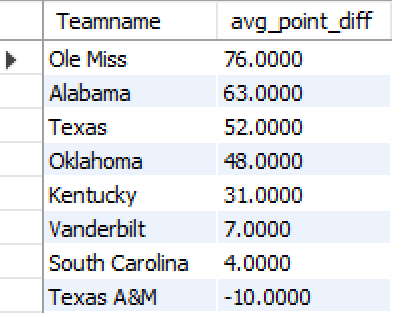 Teamname avg_point_diff
Ole Miss 76.0000
Alabama 63.0000
Texas 52.0000
Oklahoma 48.0000
Kentucky 31.0000
Vanderbilt 7.0000
South Carolina 4.0000
Texas A&M -10.0000